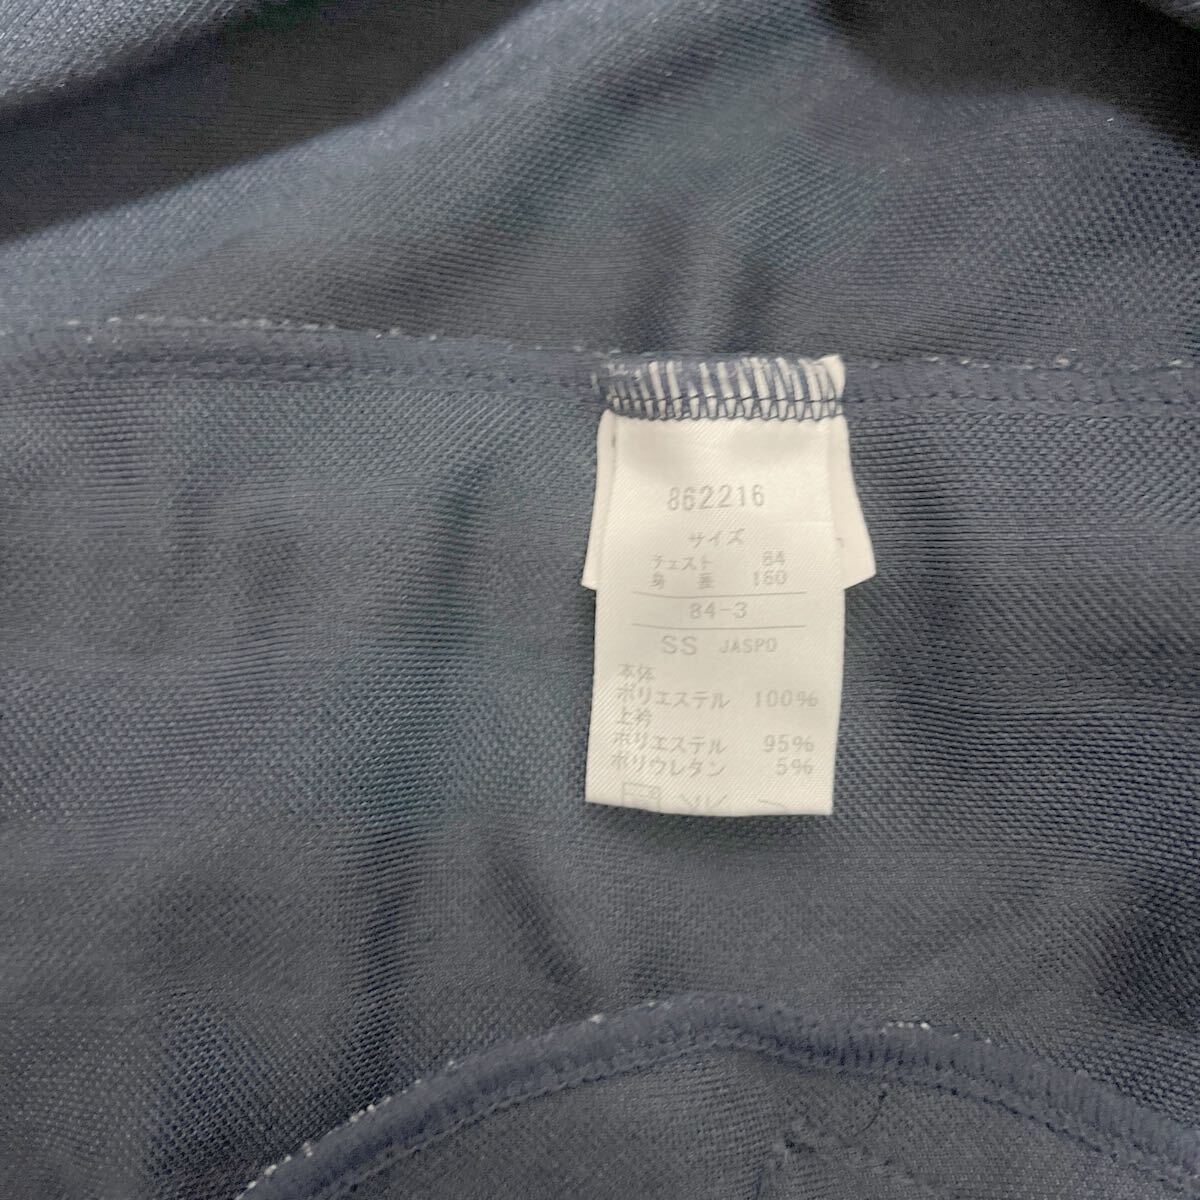 862216
サイズ
チェスト 84
身長 160
84-3
SS JASPO
本体
ポリエステル 100%
上衿
ポリエステル 95%
ポリウレタン 5%